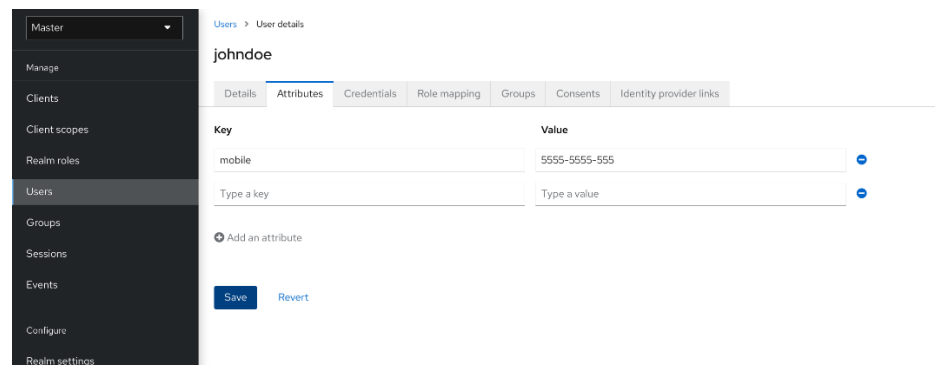 Master
Manage
Clients
Client scopes
Realm roles
Users
Groups
Sessions
Events
Configure
Realm settings
Users > User details
johndoe
Details Attributes Credentials Role mapping Groups Consents Identity provider links
Key Value
mobile 5555-5555-555
Type a key Type a value
Add an attribute
Save Revert